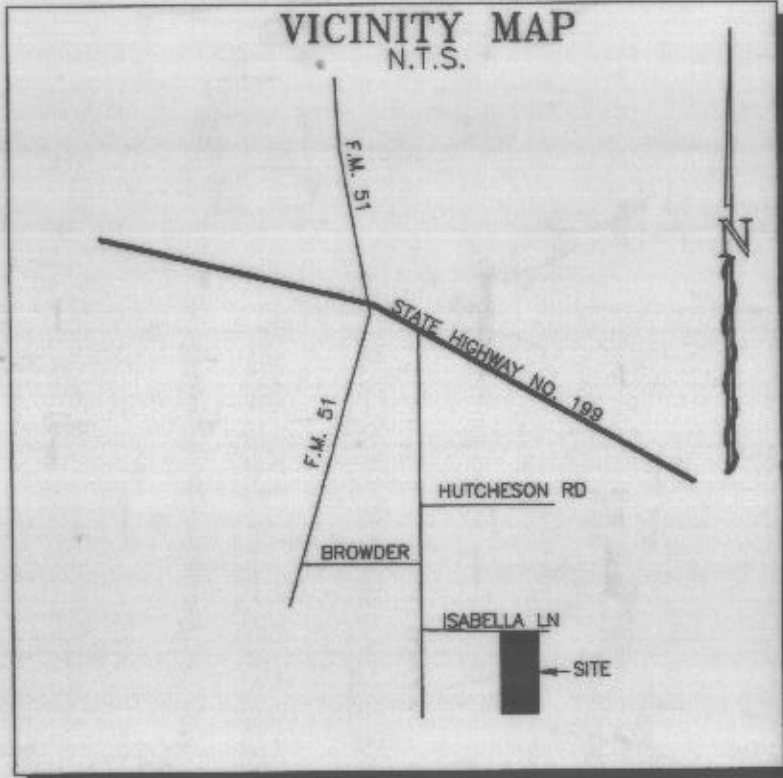 VICINITY MAP
N.T.S.
F.M. 51
N
STATE HIGHWAY NO. 199
F.M. 51
HUTCHESON RD
BROWDER
ISABELLA LN
SITE